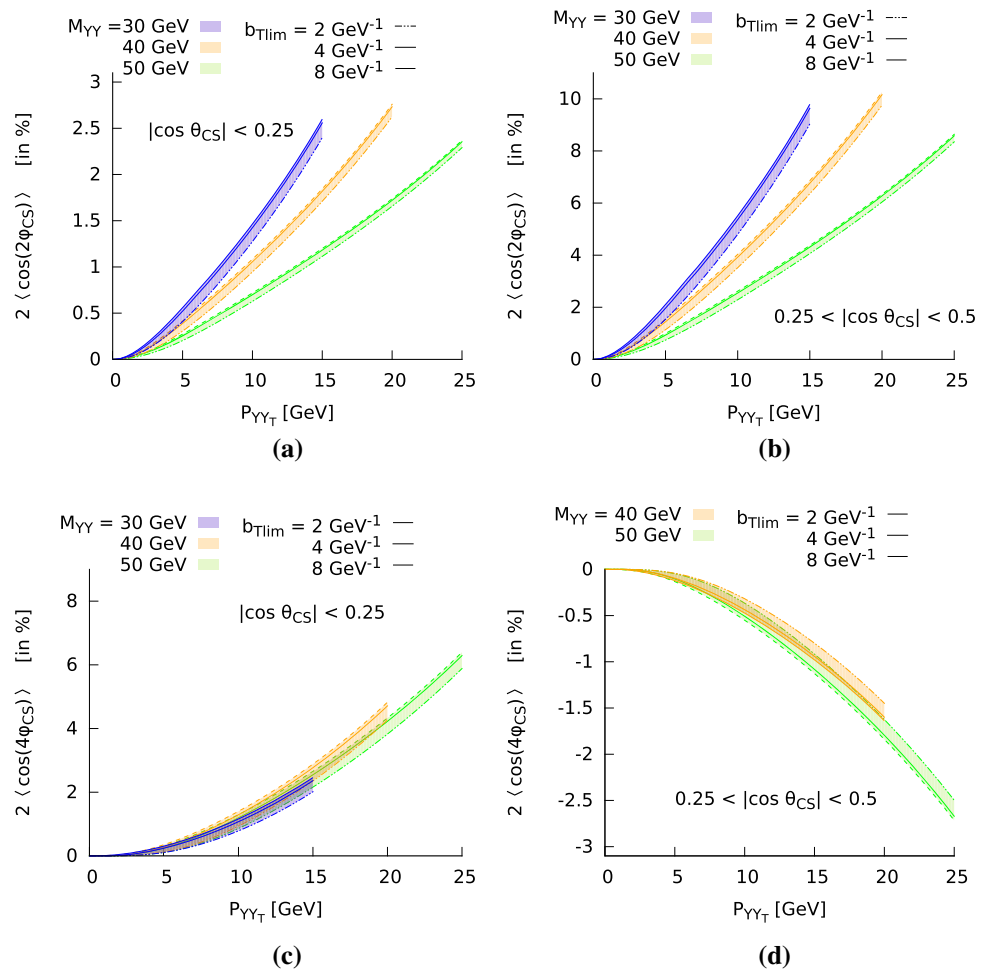 M_ΥΥ =30 GeV b_Tlim = 2 GeV⁻¹
40 GeV 4 GeV⁻¹
50 GeV 8 GeV⁻¹
|cos θ_CS| < 0.25
2 ⟨ cos(2φ_CS) ⟩ [in %]
3
2.5
2
1.5
1
0.5
0
0 5 10 15 20 25
P_ΥΥ_T [GeV]
(a)
M_ΥΥ = 30 GeV b_Tlim = 2 GeV⁻¹
40 GeV 4 GeV⁻¹
50 GeV 8 GeV⁻¹
2 ⟨ cos(2φ_CS) ⟩ [in %]
10
8
6
4
2
0
0.25 < |cos θ_CS| < 0.5
0 5 10 15 20 25
P_ΥΥ_T [GeV]
(b)
M_ΥΥ = 30 GeV b_Tlim = 2 GeV⁻¹
40 GeV 4 GeV⁻¹
50 GeV 8 GeV⁻¹
|cos θ_CS| < 0.25
2 ⟨ cos(4φ_CS) ⟩ [in %]
8
6
4
2
0
0 5 10 15 20 25
P_ΥΥ_T [GeV]
(c)
M_ΥΥ = 40 GeV b_Tlim = 2 GeV⁻¹
50 GeV 4 GeV⁻¹
8 GeV⁻¹
2 ⟨ cos(4φ_CS) ⟩ [in %]
0
-0.5
-1
-1.5
-2
-2.5
-3
0.25 < |cos θ_CS| < 0.5
0 5 10 15 20 25
P_ΥΥ_T [GeV]
(d)